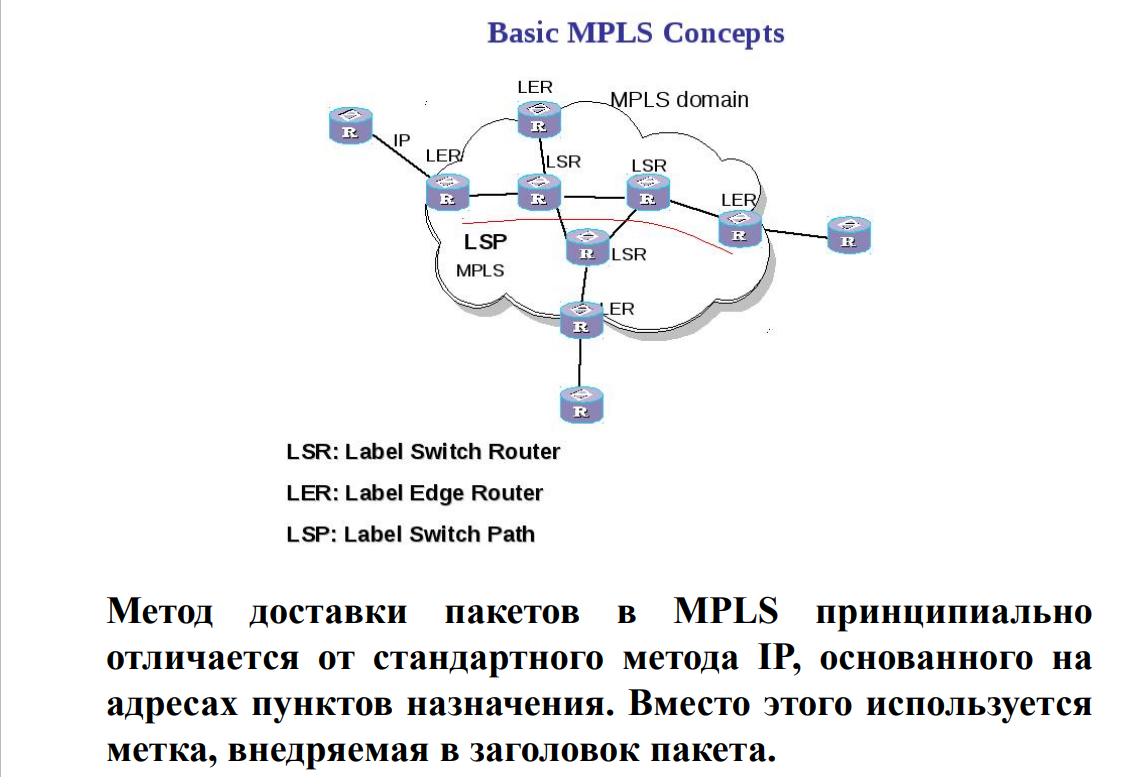 Basic MPLS Concepts
LER
MPLS domain
IP
R
R
LER
LSR
LSR
R
R
R
LER
R
R
LSP
R
LSR
MPLS
LER
R
R
LSR: Label Switch Router
LER: Label Edge Router
LSP: Label Switch Path
Метод доставки пакетов в MPLS принципиально
отличается от стандартного метода IP, основанного на
адресах пунктов назначения. Вместо этого используется
метка, внедряемая в заголовок пакета.